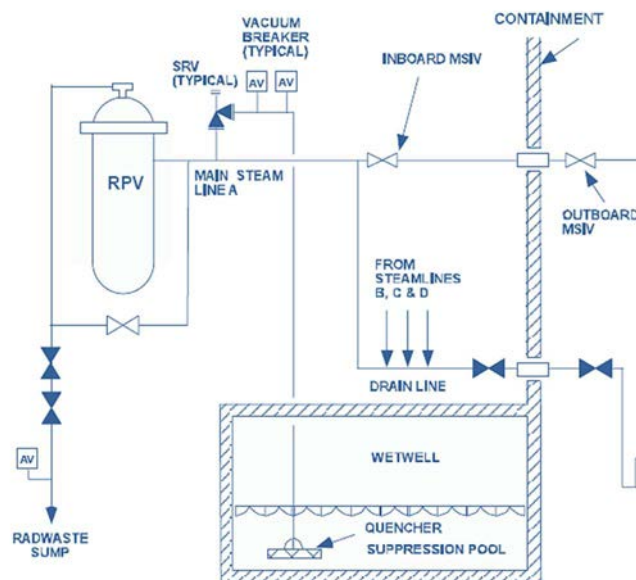 CONTAINMENT
VACUUM
BREAKER
(TYPICAL)
SRV
(TYPICAL)
INBOARD MSIV
AV
AV
RPV
MAIN STEAM
LINE A
OUTBOARD
MSIV
FROM
STEAMLINES
B, C & D
DRAIN LINE
AV
WETWELL
RADWASTE
SUMP
QUENCHER
SUPPRESSION POOL